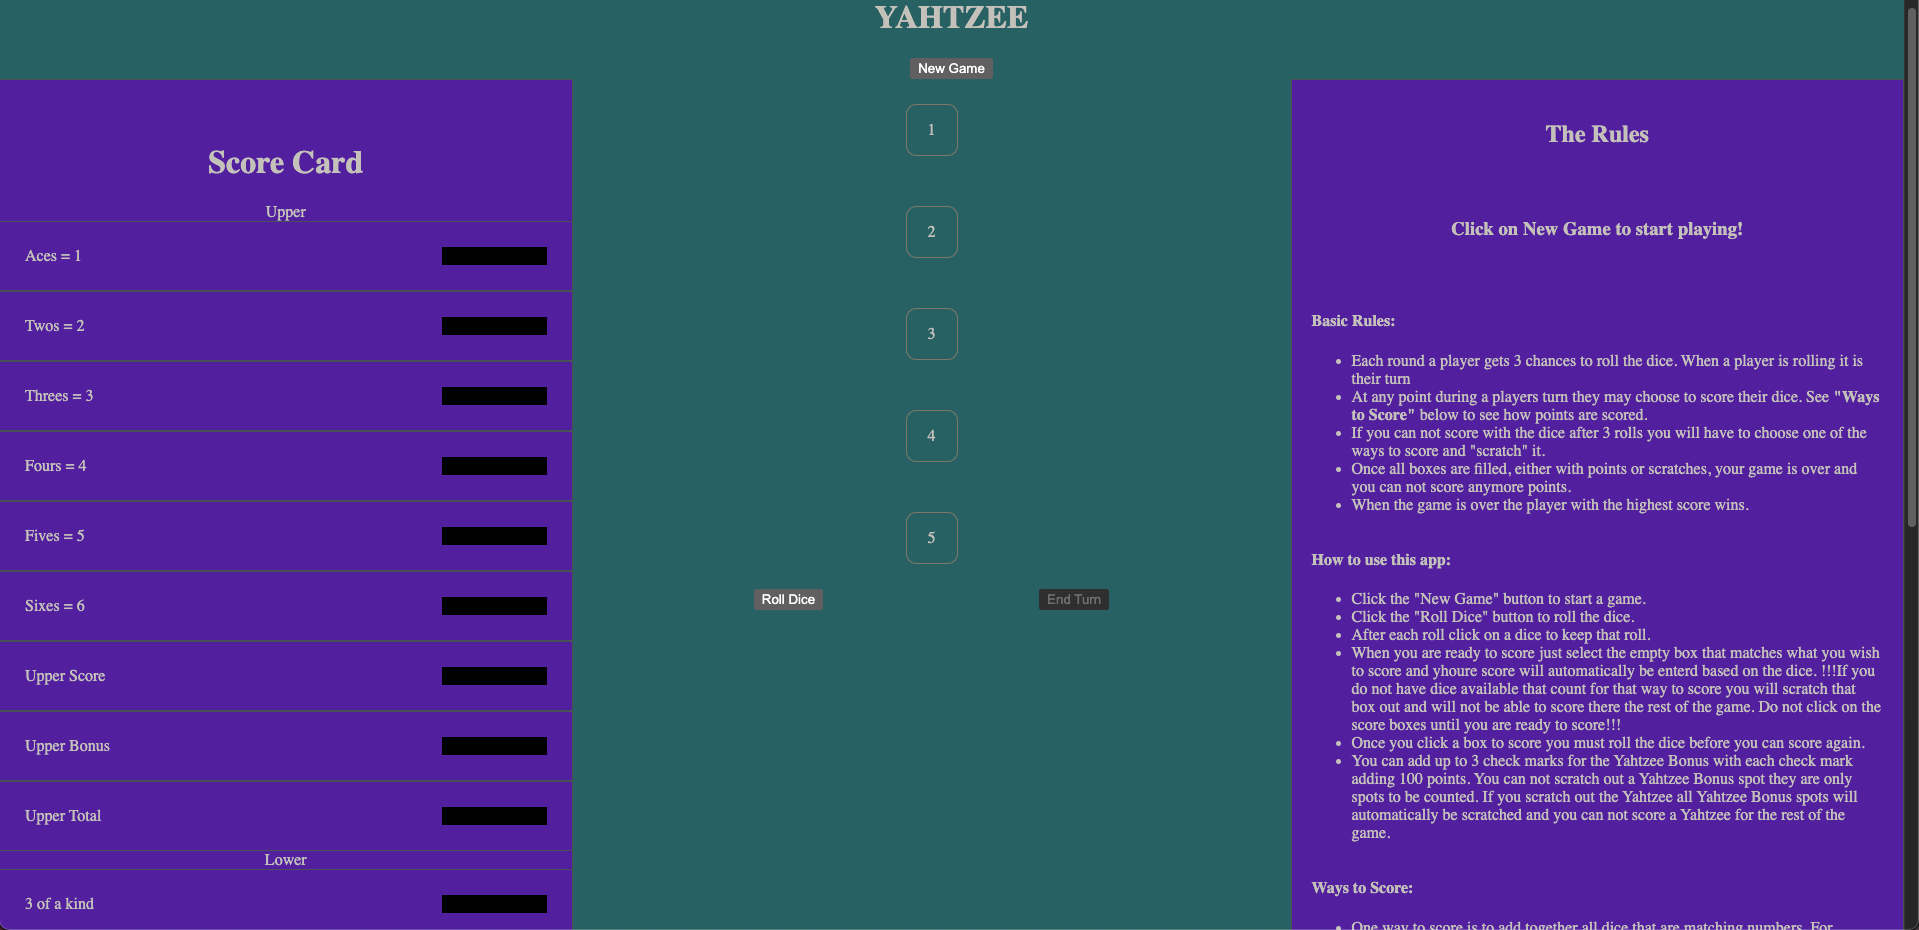 YAHTZEE
New Game
Score Card
Upper
Aces = 1
Twos = 2
Threes = 3
Fours = 4
Fives = 5
Sixes = 6
Upper Score
Upper Bonus
Upper Total
Lower
3 of a kind
1
2
3
4
5
Roll Dice
End Turn
The Rules
Click on New Game to start playing!
Basic Rules:
Each round a player gets 3 chances to roll the dice. When a player is rolling it is
their turn
At any point during a players turn they may choose to score their dice. See "Ways
to Score" below to see how points are scored.
If you can not score with the dice after 3 rolls you will have to choose one of the
ways to score and "scratch" it.
Once all boxes are filled, either with points or scratches, your game is over and
you can not score anymore points.
When the game is over the player with the highest score wins.
How to use this app:
Click the "New Game" button to start a game.
Click the "Roll Dice" button to roll the dice.
After each roll click on a dice to keep that roll.
When you are ready to score just select the empty box that matches what you wish
to score and yhoure score will automatically be enterd based on the dice. !!!If you
do not have dice available that count for that way to score you will scratch that
box out and will not be able to score there the rest of the game. Do not click on the
score boxes until you are ready to score!!!
Once you click a box to score you must roll the dice before you can score again.
You can add up to 3 check marks for the Yahtzee Bonus with each check mark
adding 100 points. You can not scratch out a Yahtzee Bonus spot they are only
spots to be counted. If you scratch out the Yahtzee all Yahtzee Bonus spots will
automatically be scratched and you can not score a Yahtzee for the rest of the
game.
Ways to Score:
One way to score is to add together all dice that are matching numbers. For